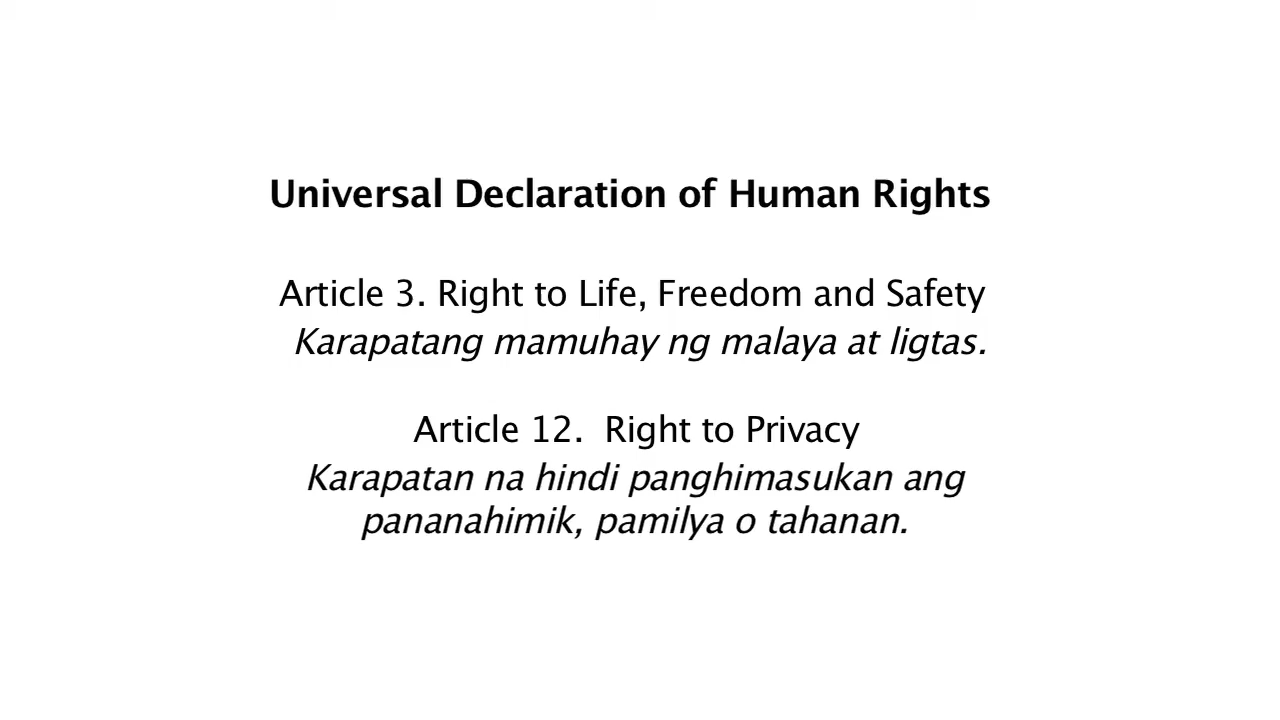 Universal Declaration of Human Rights
Article 3. Right to Life, Freedom and Safety
Karapatang mamuhay ng malaya at ligtas.
Article 12. Right to Privacy
Karapatan na hindi panghimasukan ang
pananahimik, pamilya o tahanan.